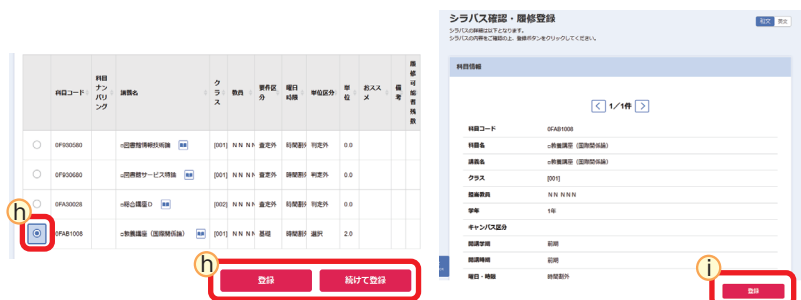 科目コード
科目ナンバリング
講義名
クラス
教員
要件区分
曜日時限
単位区分
単位
おススメ
備考
履修可能者残数
0F930580
□図書館情報技術論
[001]
N N N N
査定外
時間割外
判定外
0.0
0F930680
□図書館サービス特論
[001]
N N N N
査定外
時間割外
判定外
0.0
0FA30028
□総合講座D
[002]
N N N N
査定外
時間割外
判定外
0.0
h
0FAB1008
□教養講座（国際関係論）
[001]
N N N N
基礎
時間割外
選択
2.0
h
登録
続けて登録
シラバス確認・履修登録
和文
英文
シラバスの詳細は以下となります。
シラバスの内容をご確認の上、登録ボタンをクリックしてください。
科目情報
< 1/1件 >
科目コード 0FAB1008
科目名 □教養講座（国際関係論）
講義名 □教養講座（国際関係論）
クラス [001]
担当教員 N N N N N
学年 1年
キャンパス区分
開講学期 前期
開講時期 前期
曜日・時限 時間割外
i
登録